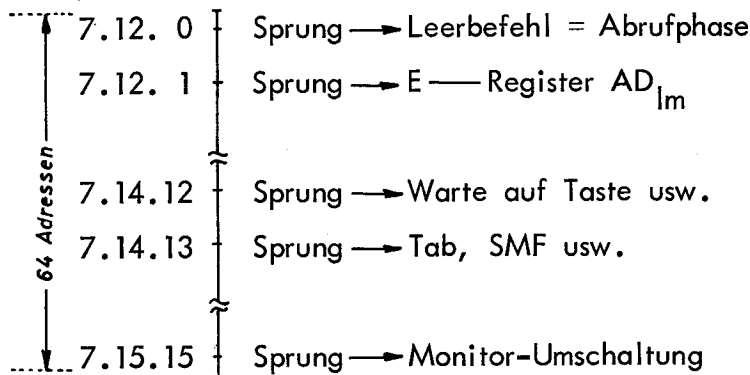 7.12. 0 Sprung → Leerbefehl = Abrufphase
7.12. 1 Sprung → E — Register AD_lm
64 Adressen
7.14.12 Sprung → Warte auf Taste usw.
7.14.13 Sprung → Tab, SMF usw.
7.15.15 Sprung → Monitor-Umschaltung